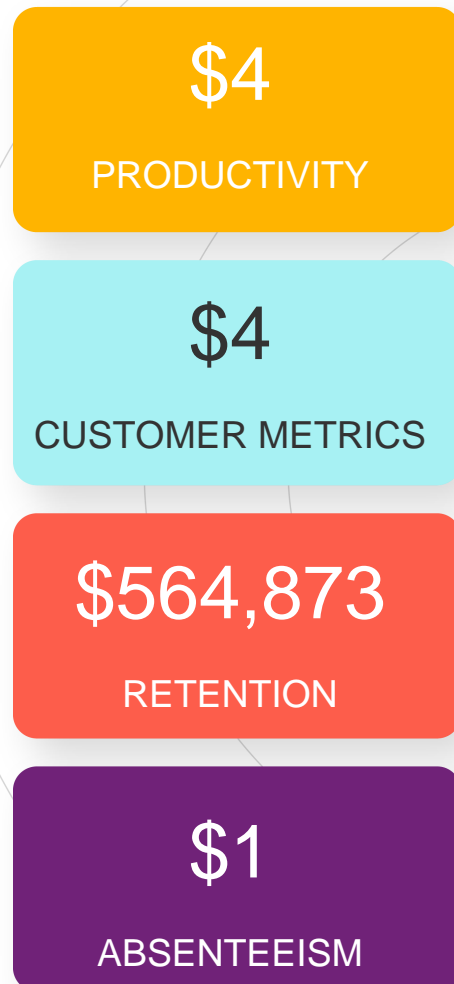 $4
PRODUCTIVITY
$4
CUSTOMER METRICS
$564,873
RETENTION
$1
ABSENTEEISM